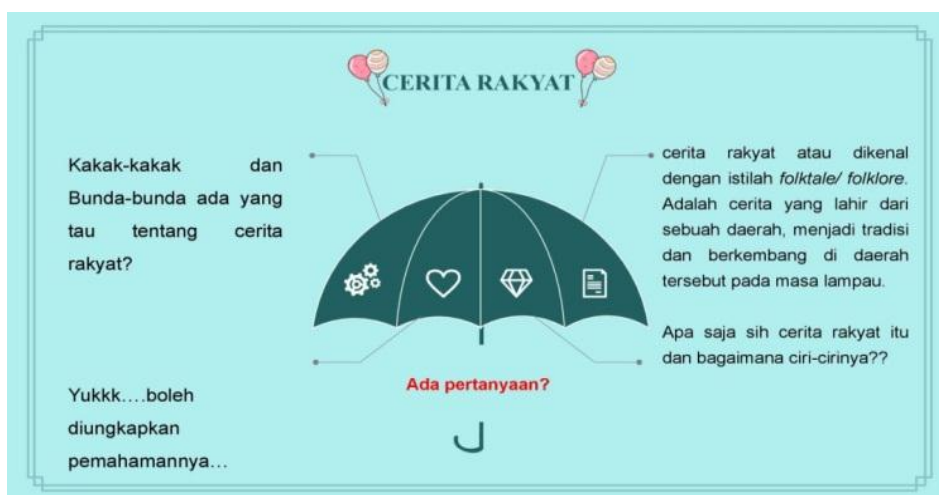 CERITA RAKYAT
Kakak-kakak dan
Bunda-bunda ada yang
tau tentang cerita
rakyat?
Yukkk....boleh
diungkapkan
pemahamannya...
cerita rakyat atau dikenal
dengan istilah folktale/ folklore.
Adalah cerita yang lahir dari
sebuah daerah, menjadi tradisi
dan berkembang di daerah
tersebut pada masa lampau.
Apa saja sih cerita rakyat itu
dan bagaimana ciri-cirinya??
Ada pertanyaan?